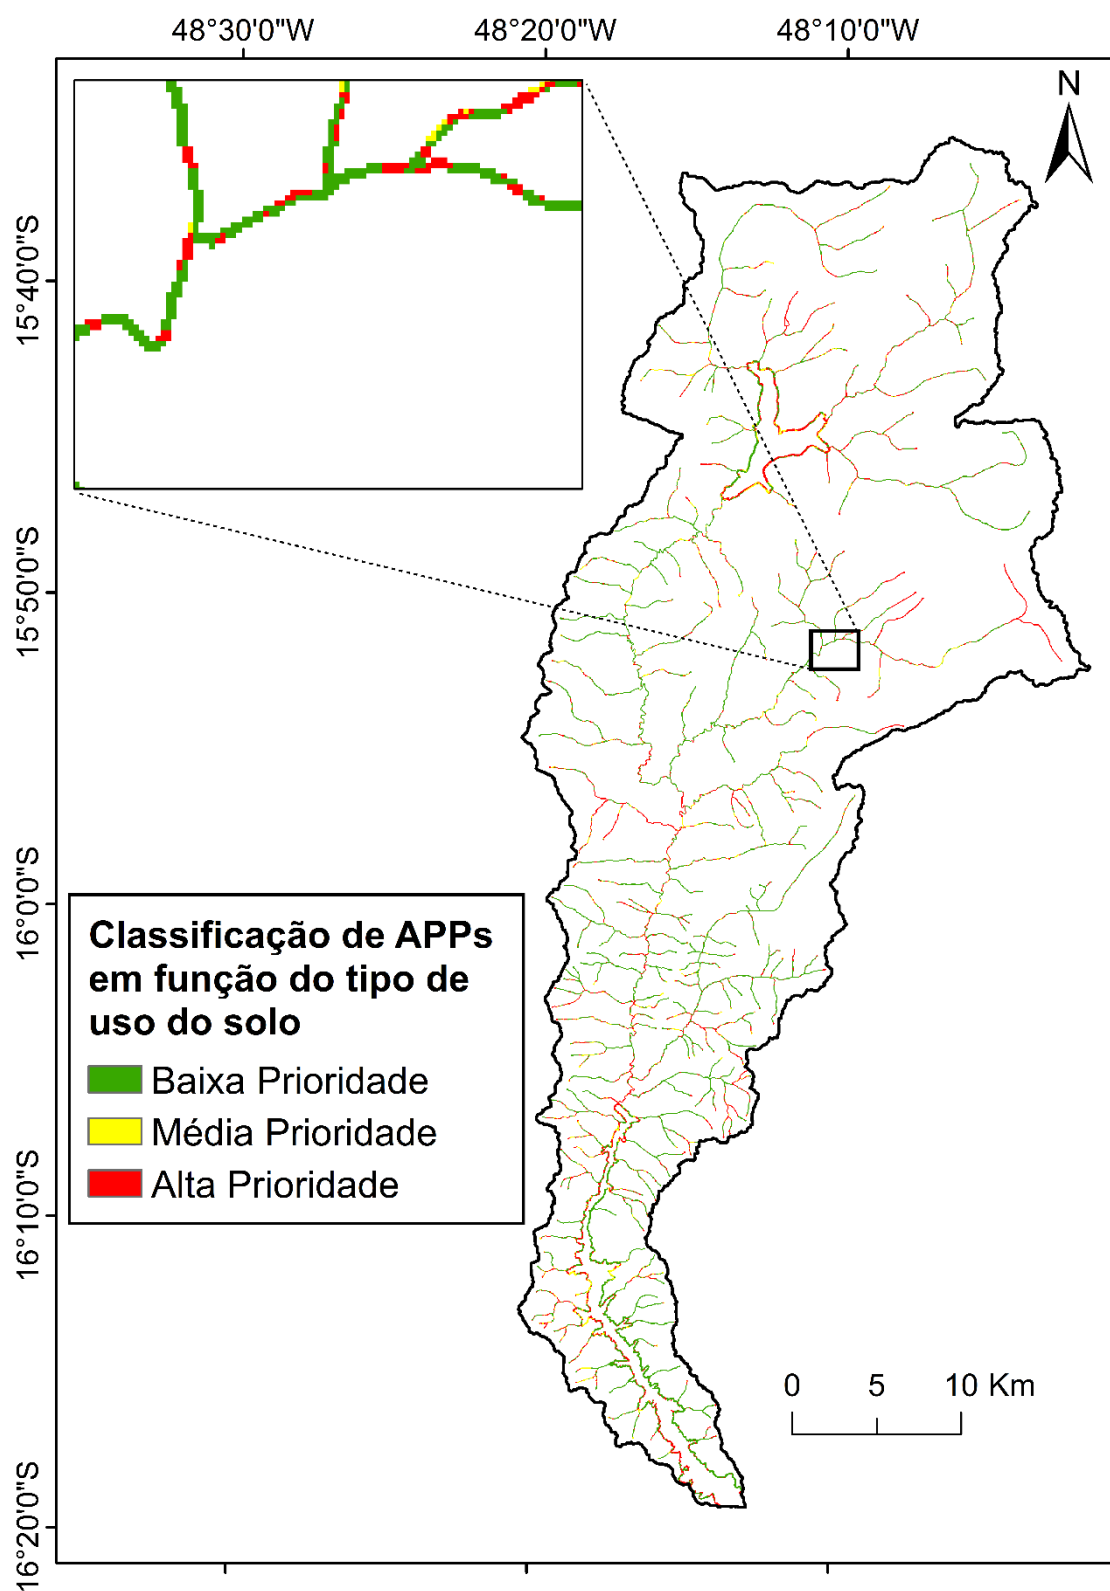 48°30'0"W 48°20'0"W 48°10'0"W
N
15°40'0"S
15°50'0"S
16°0'0"S
16°10'0"S
16°20'0"S
Classificação de APPs
em função do tipo de
uso do solo
Baixa Prioridade
Média Prioridade
Alta Prioridade
0 5 10 Km